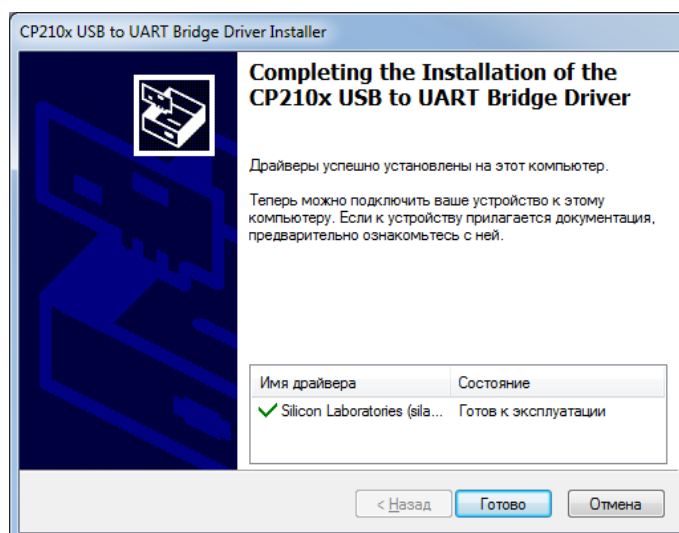 CP210x USB to UART Bridge Driver Installer
Completing the Installation of the
CP210x USB to UART Bridge Driver
Драйверы успешно установлены на этот компьютер.
Теперь можно подключить ваше устройство к этому
компьютеру. Если к устройству прилагается документация,
предварительно ознакомьтесь с ней.
Имя драйвера Состояние
Silicon Laboratories (sila... Готов к эксплуатации
< Назад Готово Отмена